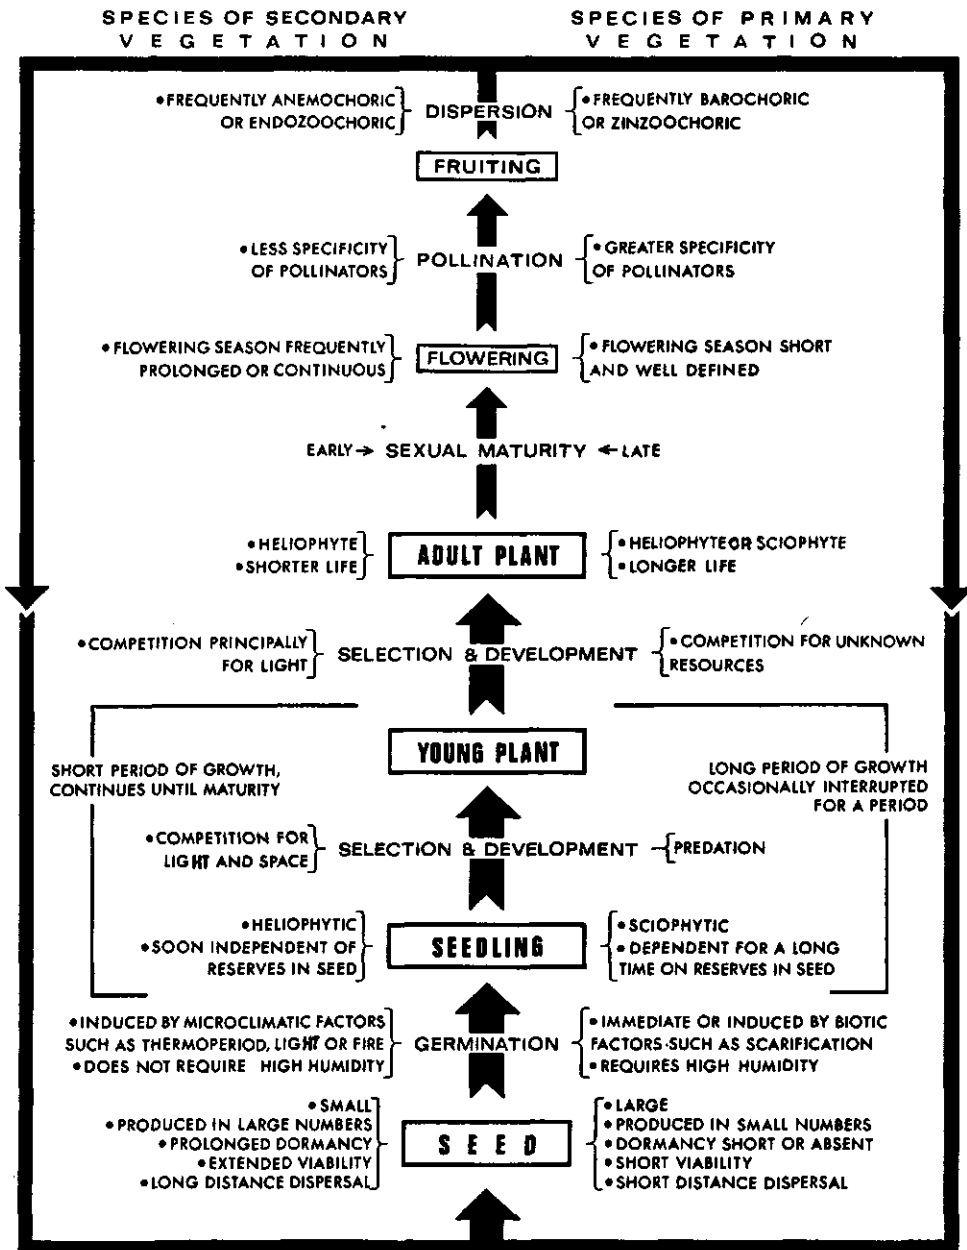 SPECIES OF SECONDARY
VEGETATION
SPECIES OF PRIMARY
VEGETATION
•FREQUENTLY ANEMOCHORIC
OR ENDOZOOCHORIC
DISPERSION
•FREQUENTLY BAROCHORIC
OR ZINZOOCHORIC
FRUITING
•LESS SPECIFICITY
OF POLLINATORS
POLLINATION
•GREATER SPECIFICITY
OF POLLINATORS
•FLOWERING SEASON FREQUENTLY
PROLONGED OR CONTINUOUS
FLOWERING
•FLOWERING SEASON SHORT
AND WELL DEFINED
EARLY→ SEXUAL MATURITY ←LATE
•HELIOPHYTE
•SHORTER LIFE
ADULT PLANT
•HELIOPHYTE OR SCIOPHYTE
•LONGER LIFE
•COMPETITION PRINCIPALLY
FOR LIGHT
SELECTION & DEVELOPMENT
•COMPETITION FOR UNKNOWN
RESOURCES
YOUNG PLANT
SHORT PERIOD OF GROWTH,
CONTINUES UNTIL MATURITY
LONG PERIOD OF GROWTH
OCCASIONALLY INTERRUPTED
FOR A PERIOD
•COMPETITION FOR
LIGHT AND SPACE
SELECTION & DEVELOPMENT
PREDATION
•HELIOPHYTIC
•SOON INDEPENDENT OF
RESERVES IN SEED
SEEDLING
•SCIOPHYTIC
•DEPENDENT FOR A LONG
TIME ON RESERVES IN SEED
•INDUCED BY MICROCLIMATIC FACTORS
SUCH AS THERMOPERIOD, LIGHT OR FIRE
•DOES NOT REQUIRE HIGH HUMIDITY
GERMINATION
•IMMEDIATE OR INDUCED BY BIOTIC
FACTORS·SUCH AS SCARIFICATION
•REQUIRES HIGH HUMIDITY
•SMALL
•PRODUCED IN LARGE NUMBERS
•PROLONGED DORMANCY
•EXTENDED VIABILITY
•LONG DISTANCE DISPERSAL
SEED
•LARGE
•PRODUCED IN SMALL NUMBERS
•DORMANCY SHORT OR ABSENT
•SHORT VIABILITY
•SHORT DISTANCE DISPERSAL